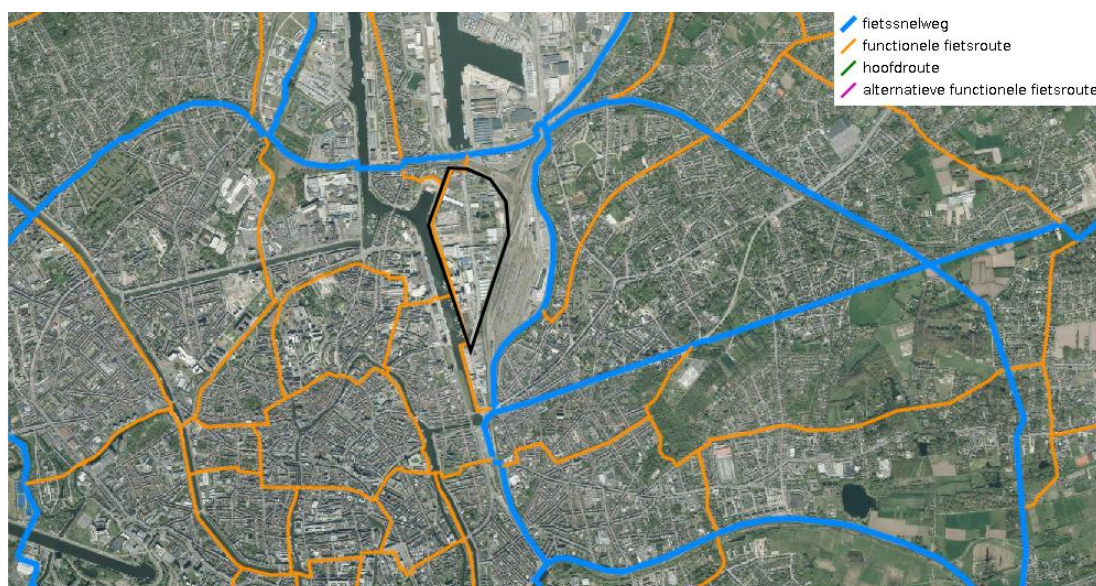 fietssnelweg
functionele fietsroute
hoofdroute
alternatieve functionele fietsroute